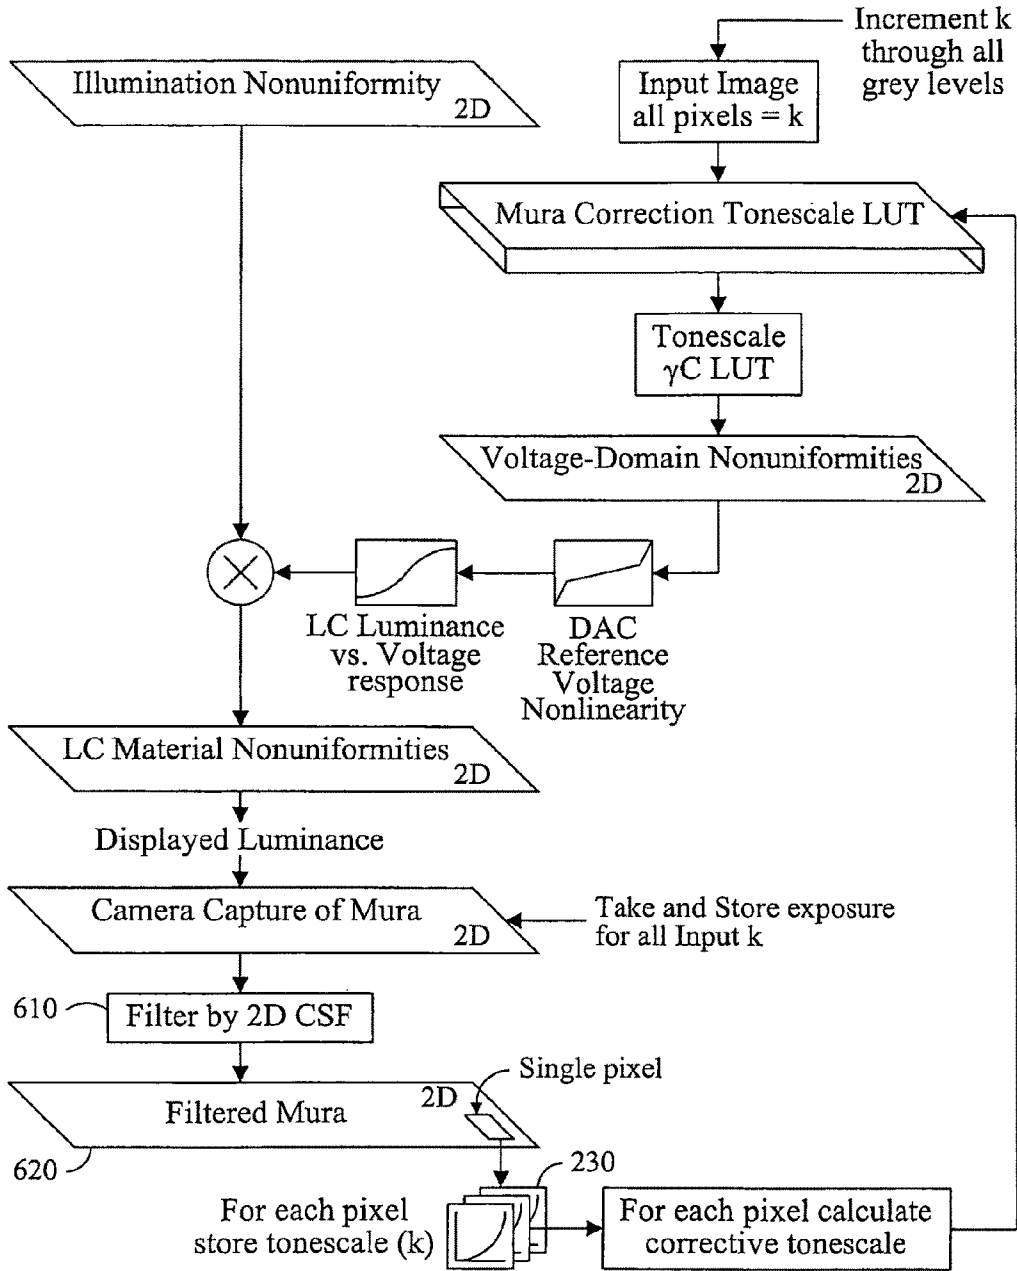 Increment k
through all
grey levels
Illumination Nonuniformity
2D
Input Image
all pixels = k
Mura Correction Tonescale LUT
Tonescale
γC LUT
Voltage-Domain Nonuniformities
2D
LC Luminance
vs. Voltage
response
DAC
Reference
Voltage
Nonlinearity
LC Material Nonuniformities
2D
Displayed Luminance
Camera Capture of Mura
2D
Take and Store exposure
for all Input k
610
Filter by 2D CSF
Single pixel
2D
Filtered Mura
620
230
For each pixel
store tonescale (k)
For each pixel calculate
corrective tonescale